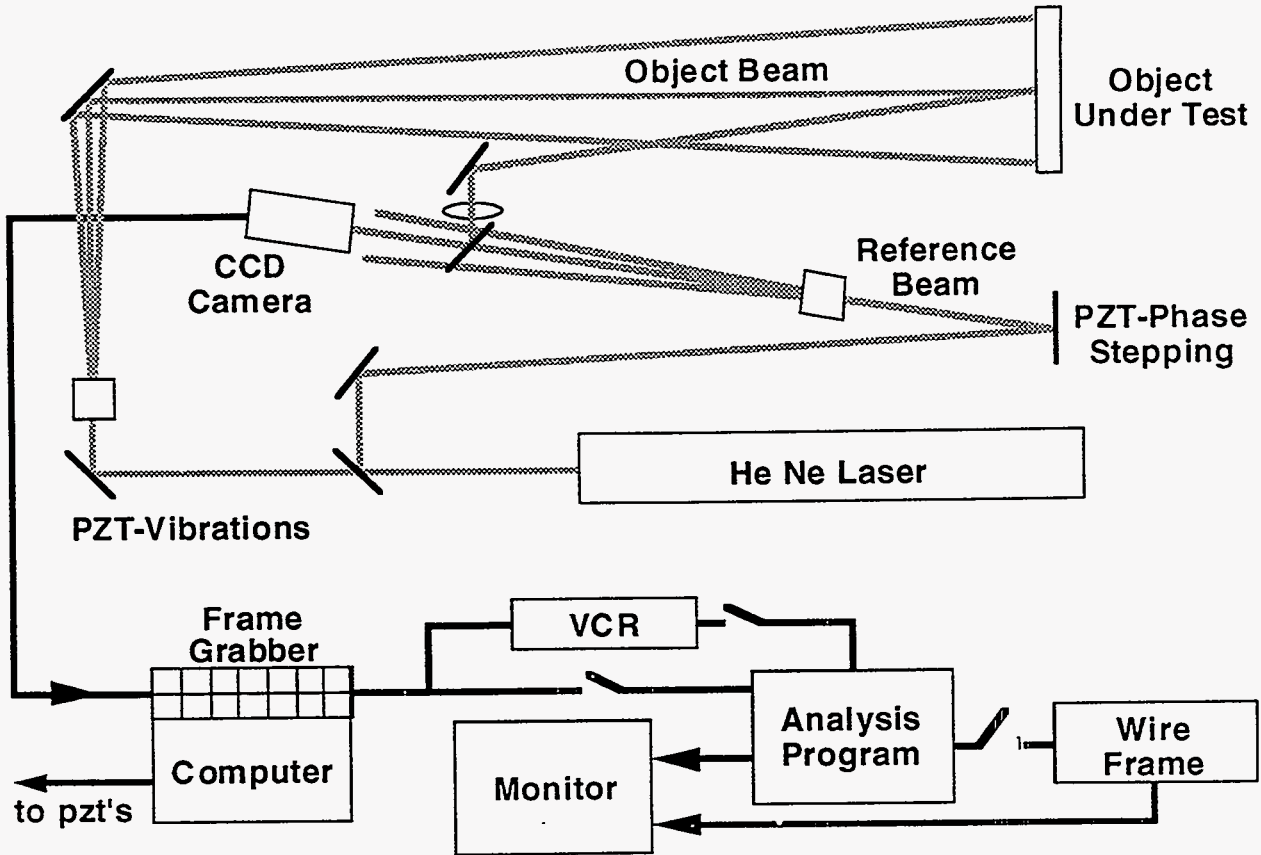 Object Beam
Object
Under Test
CCD
Camera
Reference
Beam
PZT-Phase
Stepping
He Ne Laser
PZT-Vibrations
Frame
Grabber
VCR
Computer
to pzt's
Monitor
Analysis
Program
Wire
Frame